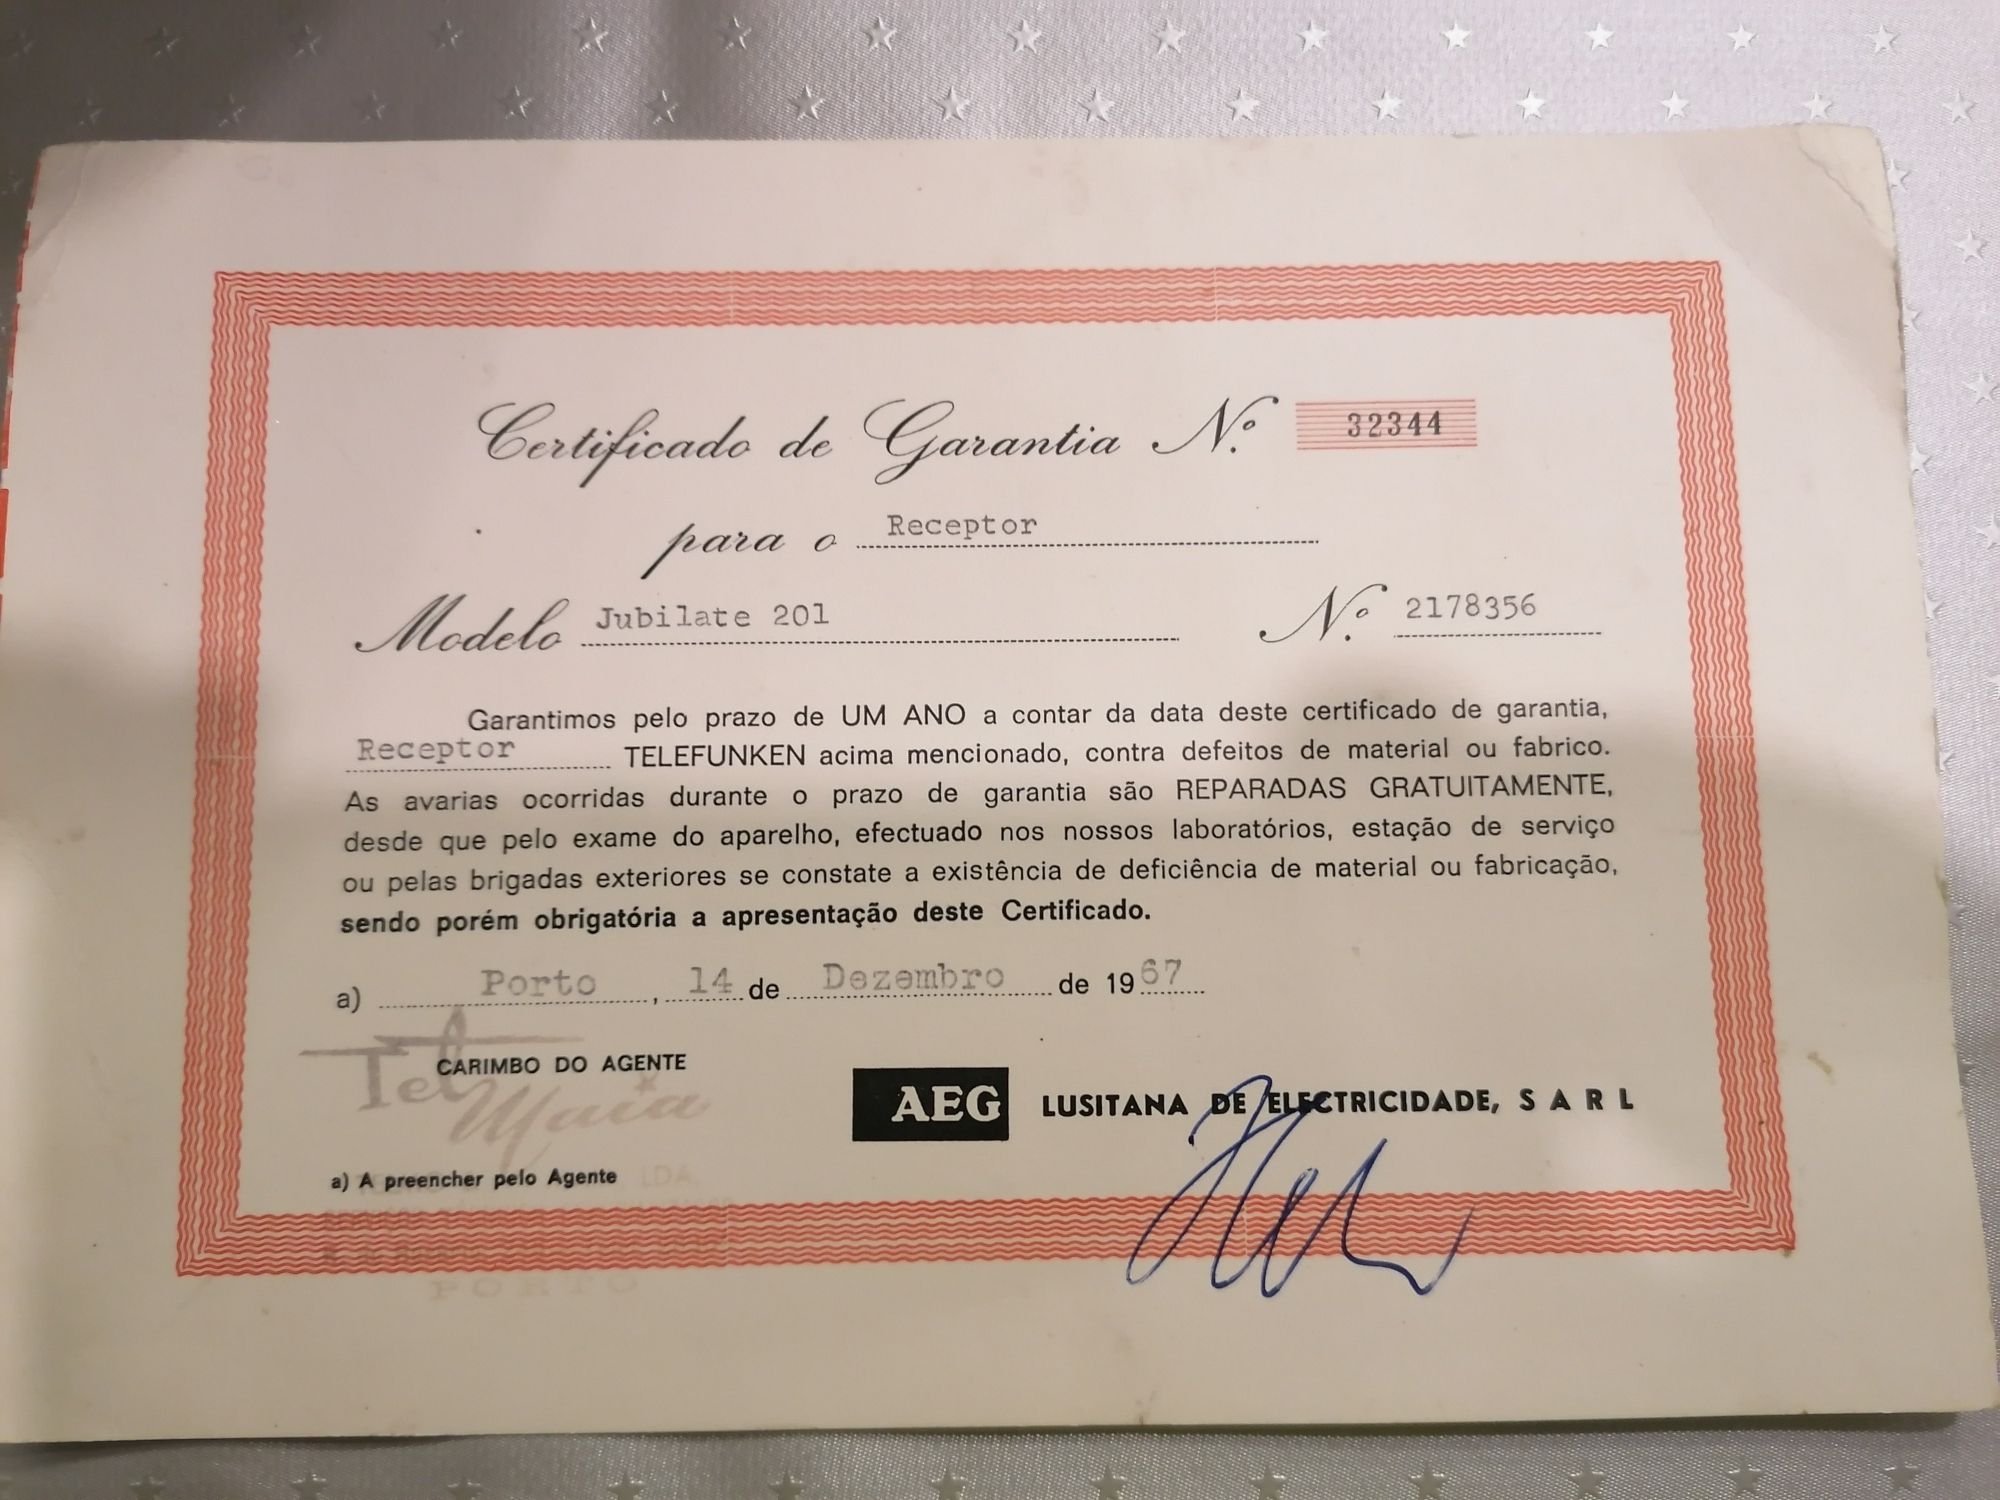 Certificado de Garantia N.º 32344
para o Receptor
Modelo Jubilate 201 N.º 2178356
Garantimos pelo prazo de UM ANO a contar da data deste certificado de garantia,
Receptor TELEFUNKEN acima mencionado, contra defeitos de material ou fabrico.
As avarias ocorridas durante o prazo de garantia são REPARADAS GRATUITAMENTE,
desde que pelo exame do aparelho, efectuado nos nossos laboratórios, estação de serviço
ou pelas brigadas exteriores se constate a existência de deficiência de material ou fabricação,
sendo porém obrigatória a apresentação deste Certificado.
a) Porto, 14 de Dezembro de 1967
CARIMBO DO AGENTE
Tel Maia
AEG LUSITANA DE ELECTRICIDADE, S A R L
a) A preencher pelo Agente
LDA.
PORTO